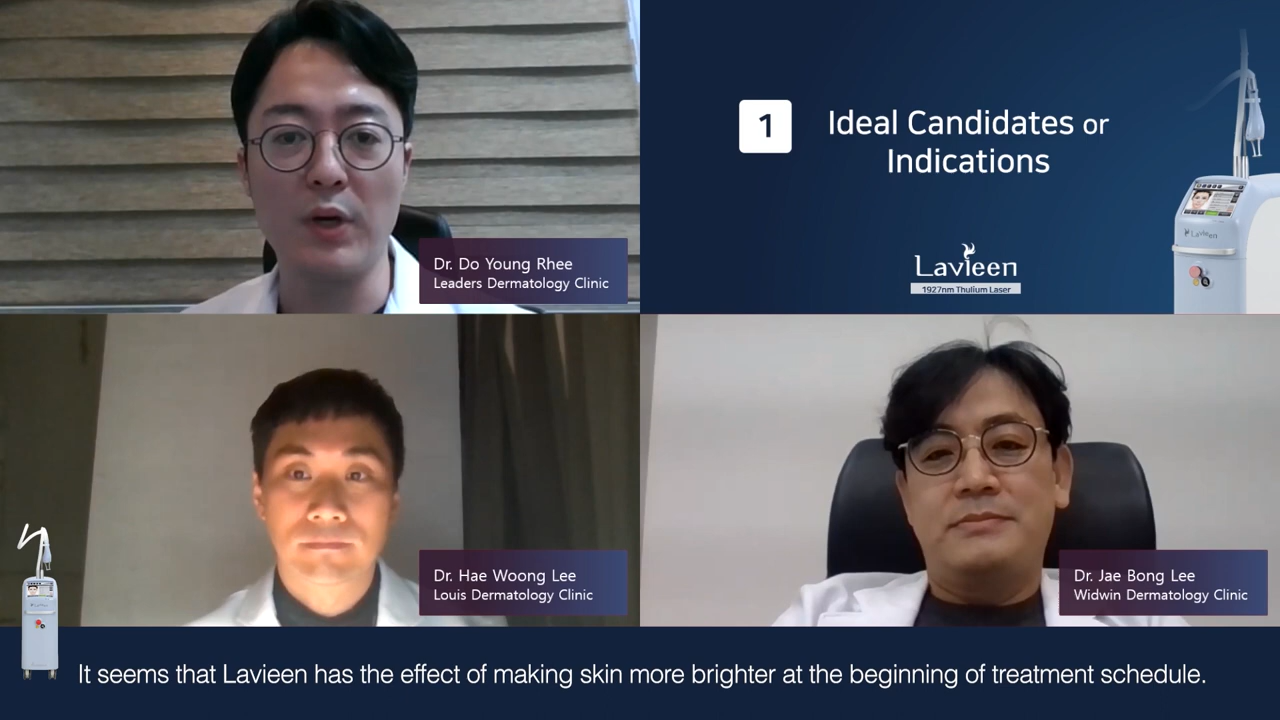 Dr. Do Young Rhee
Leaders Dermatology Clinic
1
Ideal Candidates or
Indications
Lavieen
1927nm Thulium Laser
Lavieen
Dr. Hae Woong Lee
Louis Dermatology Clinic
Dr. Jae Bong Lee
Widwin Dermatology Clinic
It seems that Lavieen has the effect of making skin more brighter at the beginning of treatment schedule.